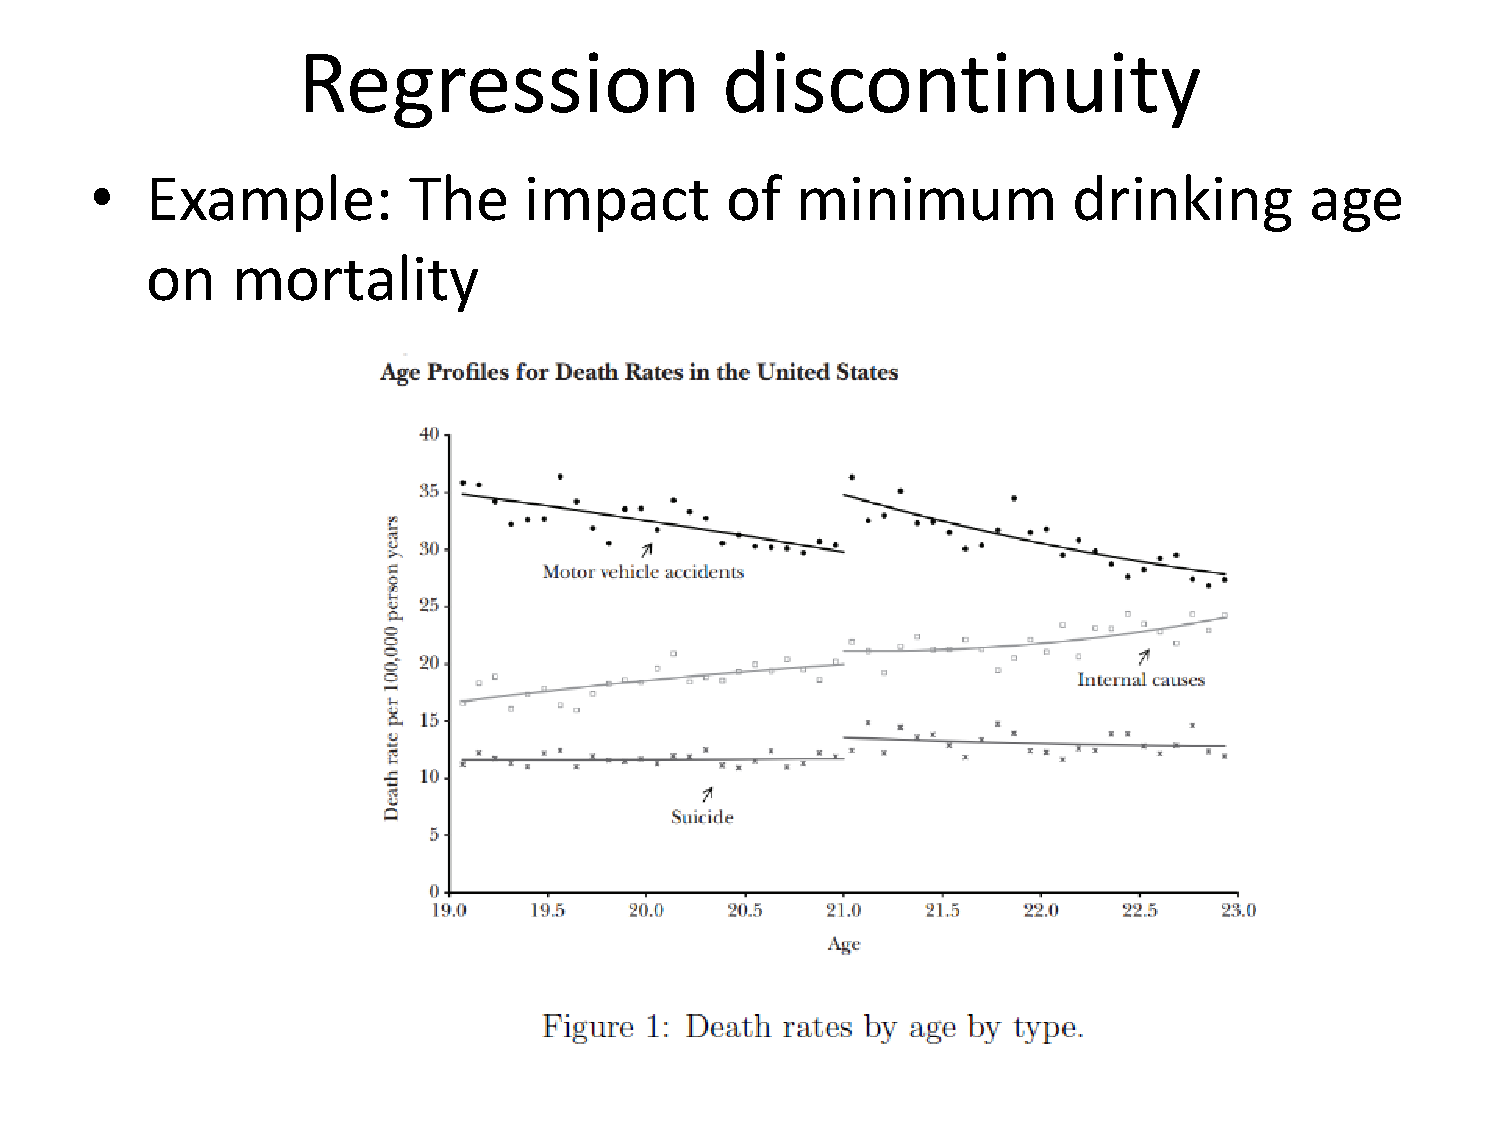 Regression discontinuity
• Example: The impact of minimum drinking age
on mortality
Age Profiles for Death Rates in the United States
40
35
30
25
20
15
10
5
0
Death rate per 100,000 person years
Motor vehicle accidents
Internal causes
Suicide
19.0 19.5 20.0 20.5 21.0 21.5 22.0 22.5 23.0
Age
Figure 1: Death rates by age by type.